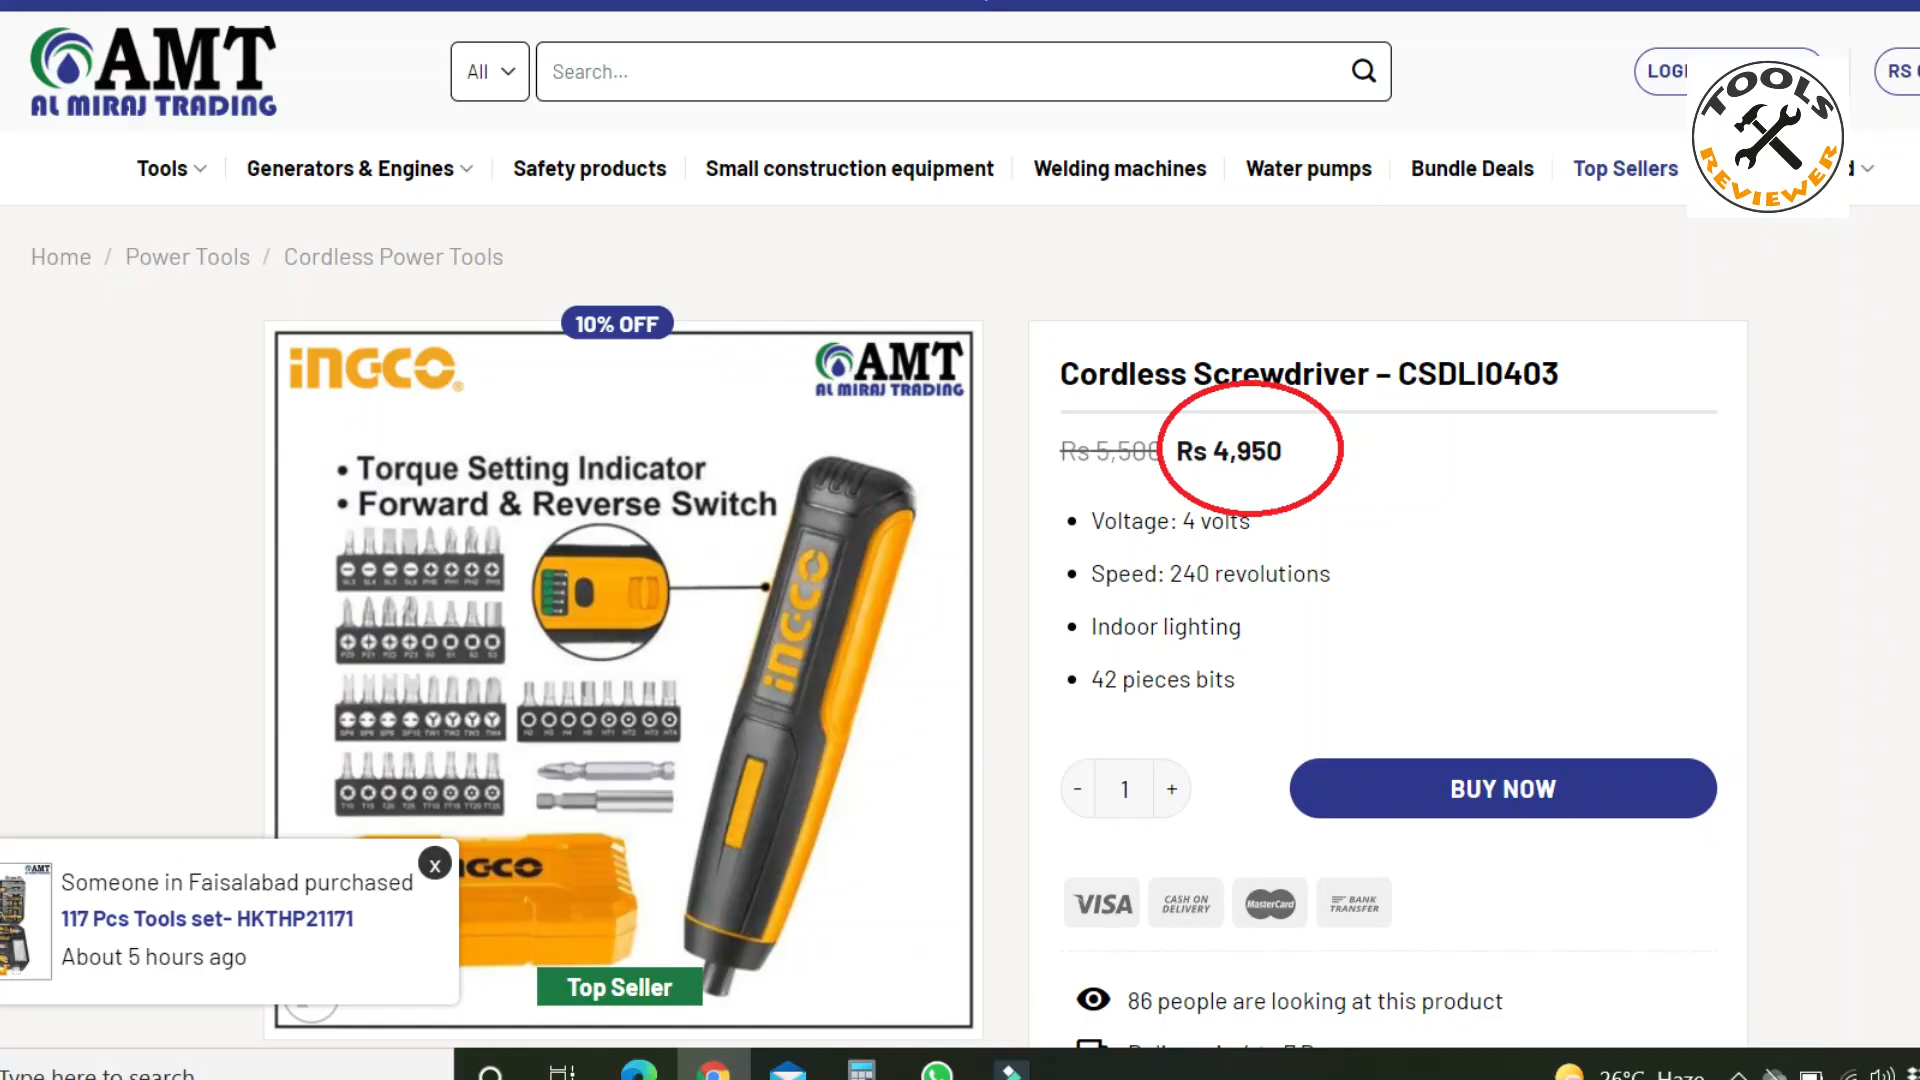 AMT
AL MIRAJ TRADING
All
Search...
TOOLS
REVIEWER
Tools
Generators & Engines
Safety products
Small construction equipment
Welding machines
Water pumps
Bundle Deals
Top Sellers
Home / Power Tools / Cordless Power Tools
10% OFF
INGCO
AMT
AL MIRAJ TRADING
• Torque Setting Indicator
• Forward & Reverse Switch
INGCO
Top Seller
Cordless Screwdriver – CSDLI0403
Rs 5,500 Rs 4,950
Voltage: 4 volts
Speed: 240 revolutions
Indoor lighting
42 pieces bits
- 1 +
BUY NOW
VISA
CASH ON
DELIVERY
MasterCard
BANK
TRANSFER
86 people are looking at this product
x
Someone in Faisalabad purchased
117 Pcs Tools set- HKTHP21171
About 5 hours ago
Type here to search
26°C Haze